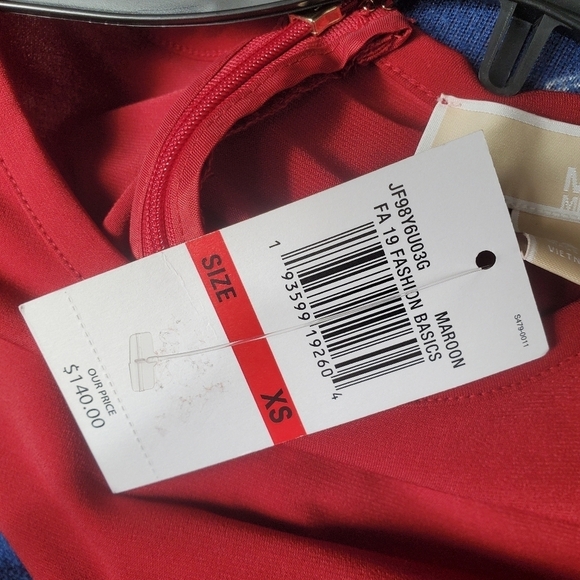 JF98Y6U03G
MAROON
FA 19 FASHION BASICS
1 93599 19260 4
S479-0011
SIZE
XS
OUR PRICE
$140.00